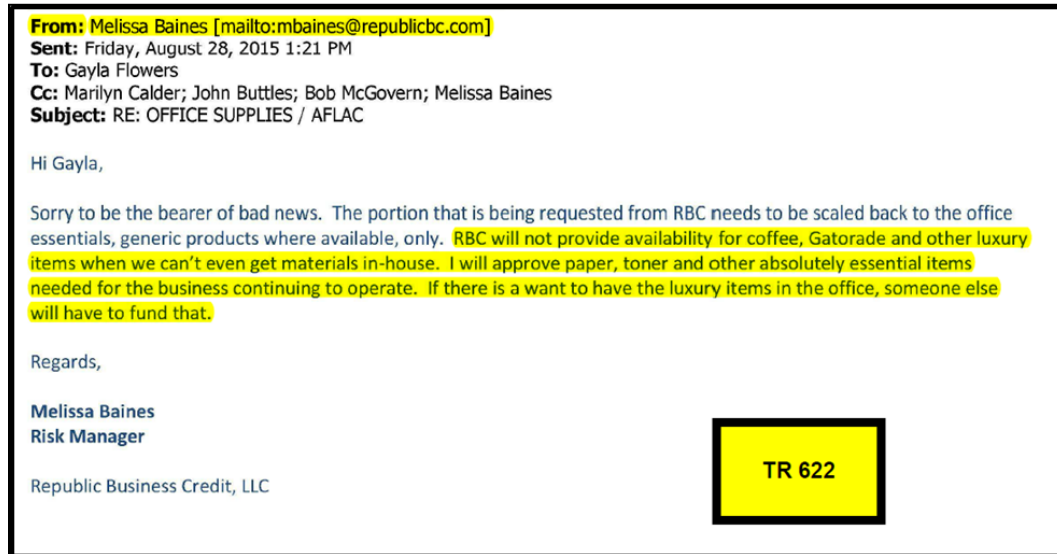 From: Melissa Baines [mailto:mbaines@republicbc.com]
Sent: Friday, August 28, 2015 1:21 PM
To: Gayla Flowers
Cc: Marilyn Calder; John Buttles; Bob McGovern; Melissa Baines
Subject: RE: OFFICE SUPPLIES / AFLAC
Hi Gayla,
Sorry to be the bearer of bad news.  The portion that is being requested from RBC needs to be scaled back to the office
essentials, generic products where available, only.  RBC will not provide availability for coffee, Gatorade and other luxury
items when we can't even get materials in-house.  I will approve paper, toner and other absolutely essential items
needed for the business continuing to operate.  If there is a want to have the luxury items in the office, someone else
will have to fund that.
Regards,
Melissa Baines
Risk Manager
Republic Business Credit, LLC
TR 622